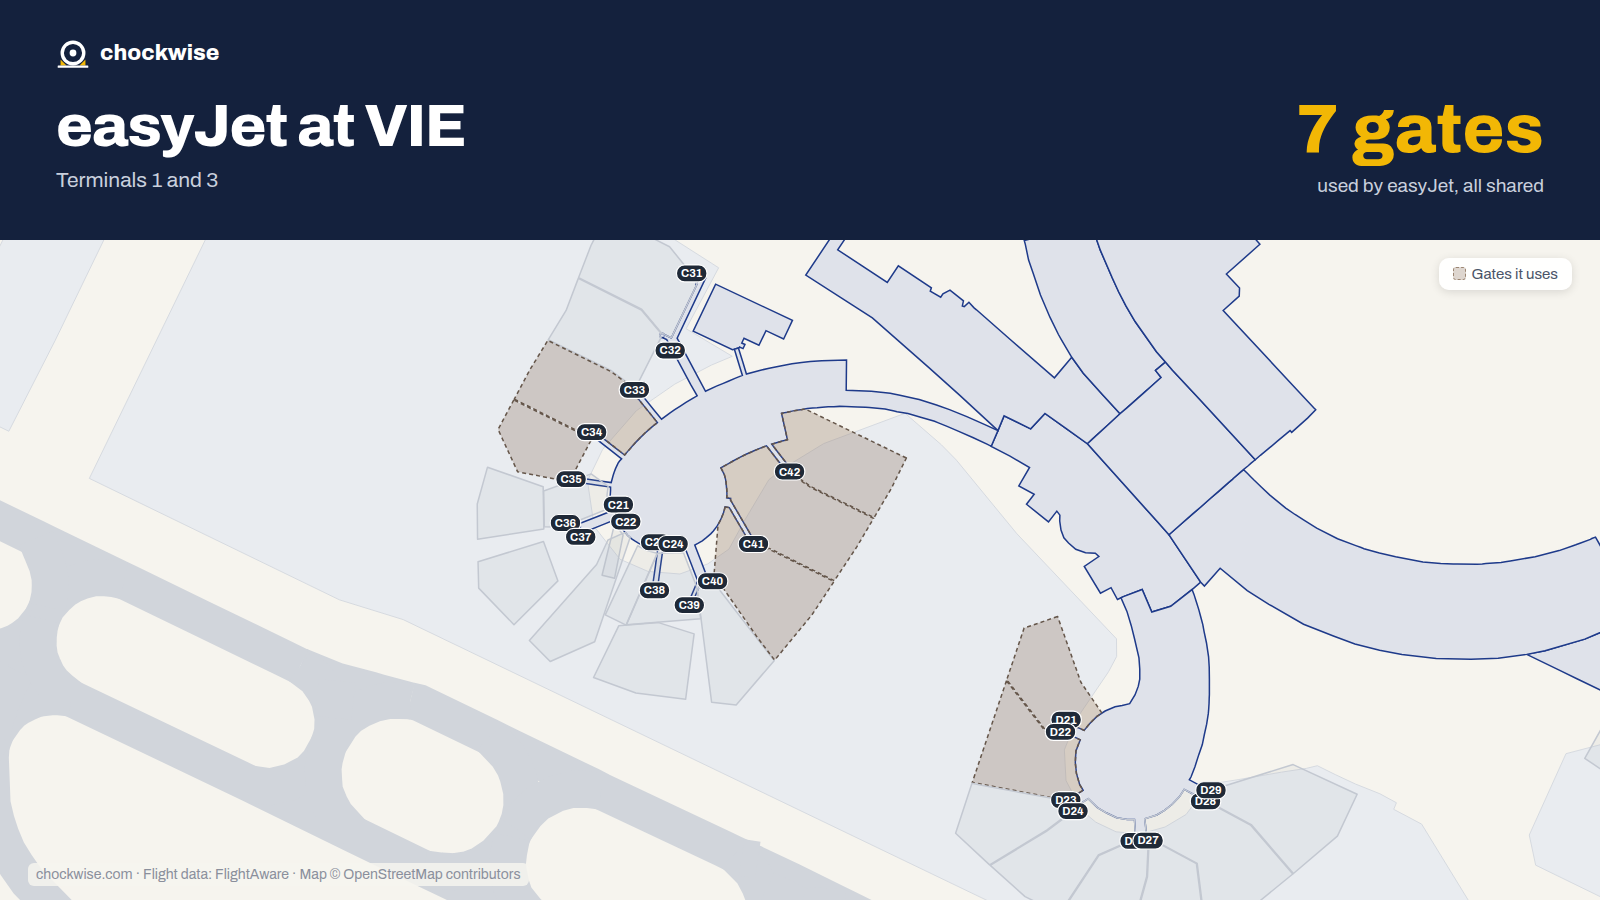 chockwise
easyJet at VIE
Terminals 1 and 3
7 gates
used by easyJet, all shared
Gates it uses
C31
C32
C33
C34
C35
C42
C21
C22
C36
C37
C24
C41
C38
C40
C39
D21
D22
D23
D24
D29
D28
D27
chockwise.com · Flight data: FlightAware · Map © OpenStreetMap contributors